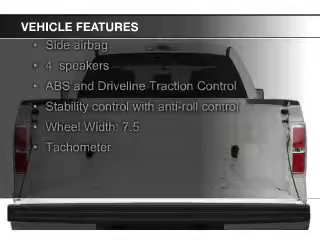 VEHICLE FEATURES
• Side airbag
• 4 speakers
• ABS and Driveline Traction Control
• Stability control with anti-roll control
• Wheel Width: 7.5
• Tachometer